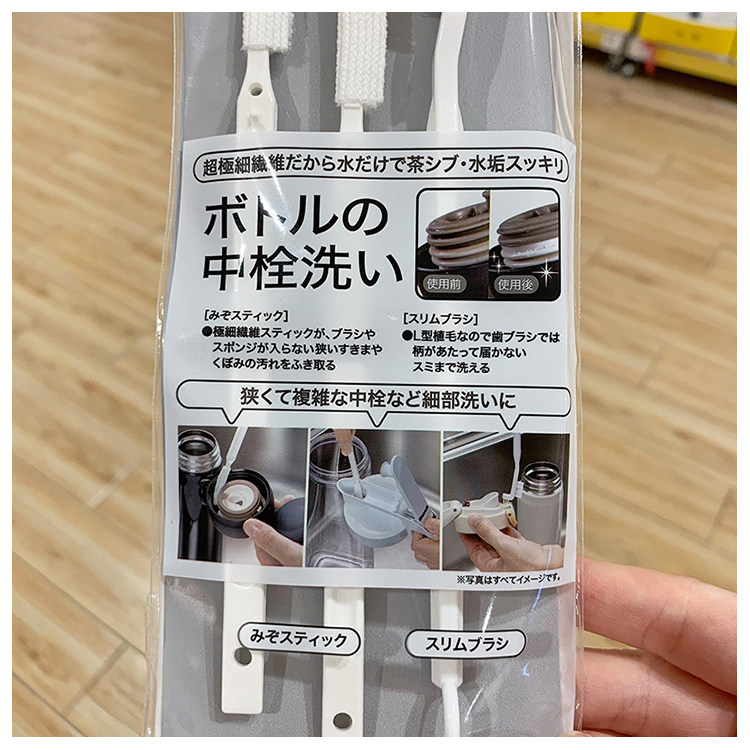 超極細繊維だから水だけで茶シブ・水垢スッキリ
ボトルの
中栓洗い
使用前
使用後
[みぞスティック]
●極細繊維スティックが、ブラシや
スポンジが入らない狭いすきまや
くぼみの汚れをふき取る
[スリムブラシ]
●L型植毛なので歯ブラシでは
柄があたって届かない
スミまで洗える
狭くて複雑な中栓など細部洗いに
※写真はすべてイメージです。
みぞスティック
スリムブラシ